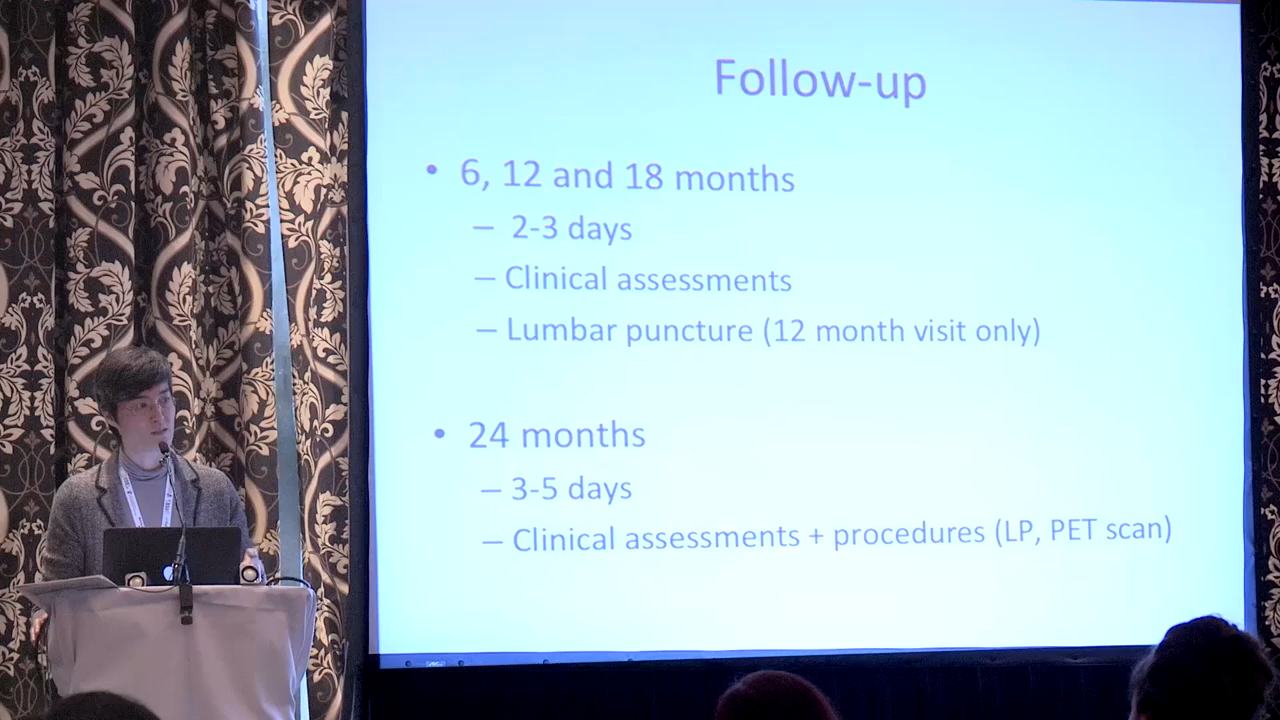 Follow-up
• 6, 12 and 18 months
– 2-3 days
– Clinical assessments
– Lumbar puncture (12 month visit only)
• 24 months
– 3-5 days
– Clinical assessments + procedures (LP, PET scan)